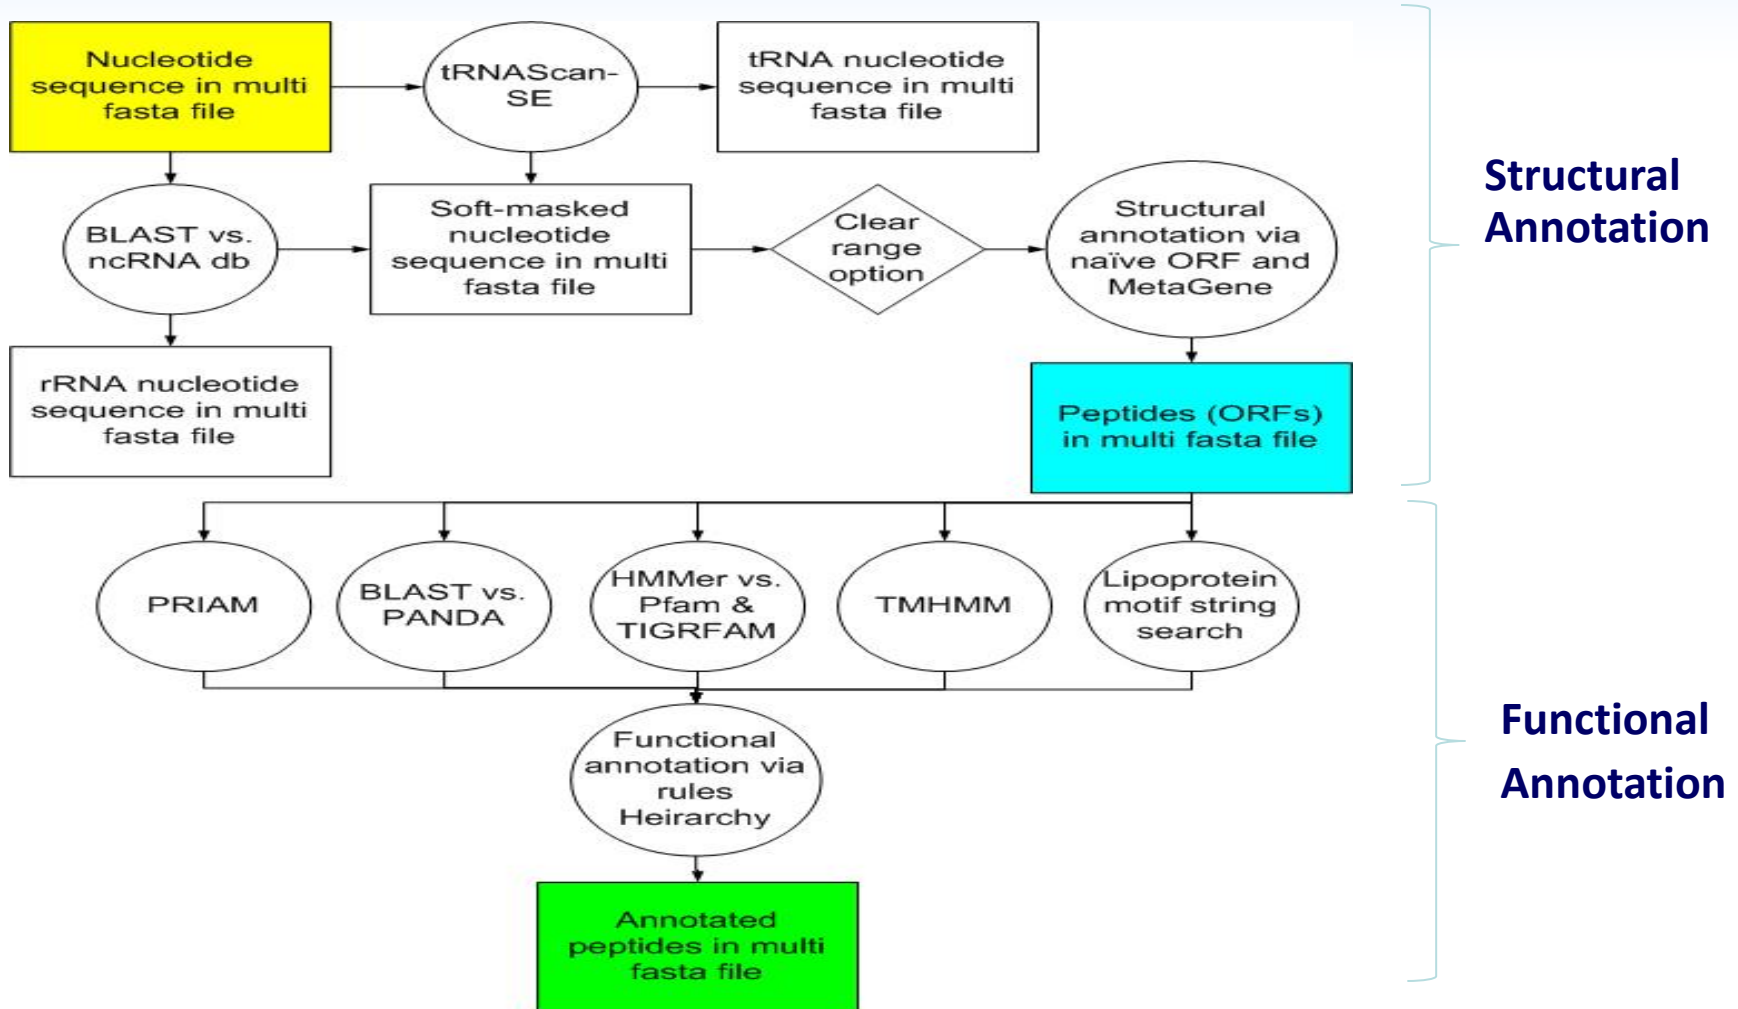 Nucleotide
sequence in multi
fasta file
tRNAScan-
SE
tRNA nucleotide
sequence in multi
fasta file
Structural
Annotation
BLAST vs.
ncRNA db
Soft-masked
nucleotide
sequence in multi
fasta file
Clear
range
option
Structural
annotation via
naïve ORF and
MetaGene
rRNA nucleotide
sequence in multi
fasta file
Peptides (ORFs)
in multi fasta file
PRIAM
BLAST vs.
PANDA
HMMer vs.
Pfam &
TIGRFAM
TMHMM
Lipoprotein
motif string
search
Functional
annotation via
rules
Heirarchy
Functional
Annotation
Annotated
peptides in multi
fasta file